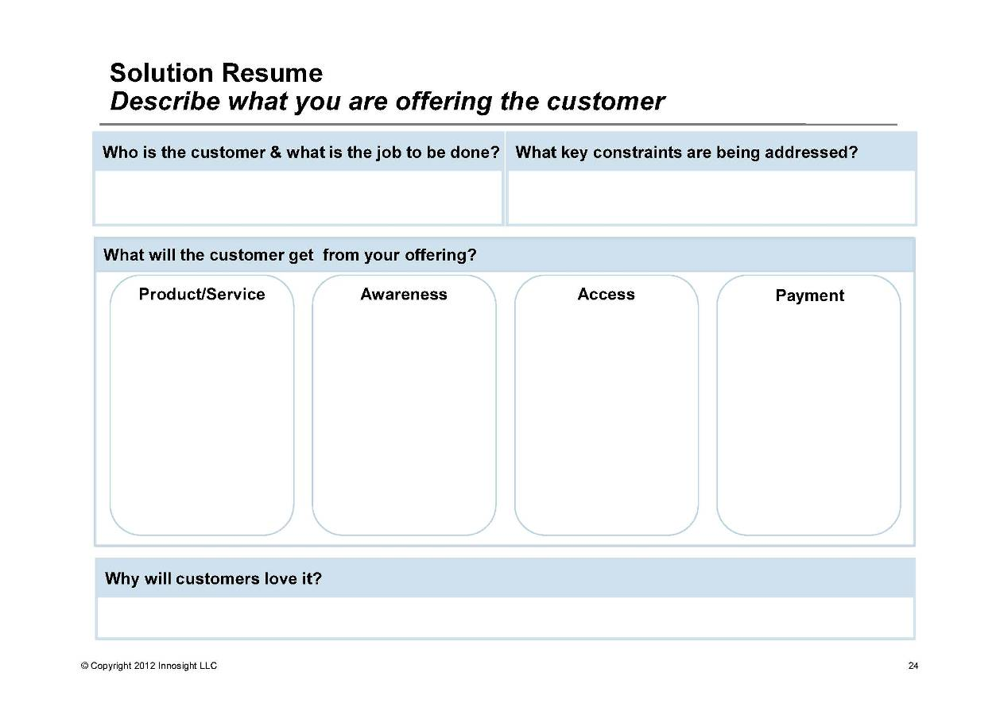 Solution Resume
Describe what you are offering the customer
Who is the customer & what is the job to be done?
What key constraints are being addressed?
What will the customer get  from your offering?
Product/Service
Awareness
Access
Payment
Why will customers love it?
© Copyright 2012 Innosight LLC
24